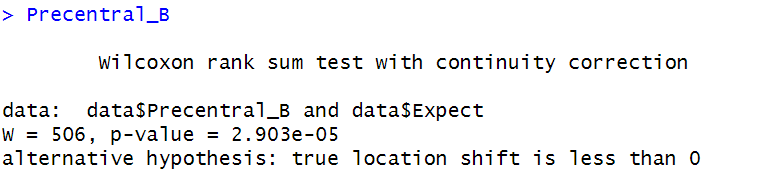 > Precentral_B
Wilcoxon rank sum test with continuity correction
data:  data$Precentral_B and data$Expect
W = 506, p-value = 2.903e-05
alternative hypothesis: true location shift is less than 0